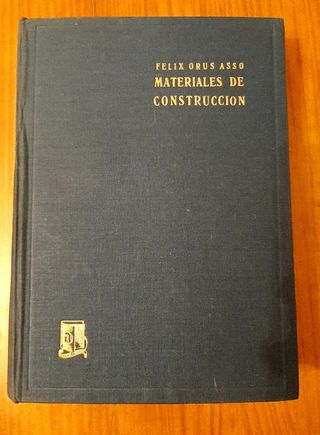 FELIX ORUS ASSO
MATERIALES DE
CONSTRUCCION